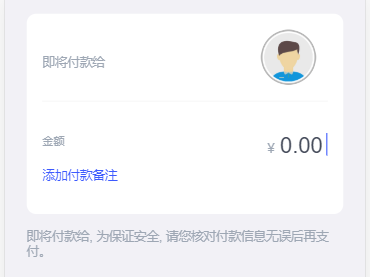 即将付款给
金额
¥ 0.00
添加付款备注
即将付款给, 为保证安全, 请您核对付款信息无误后再支
付。